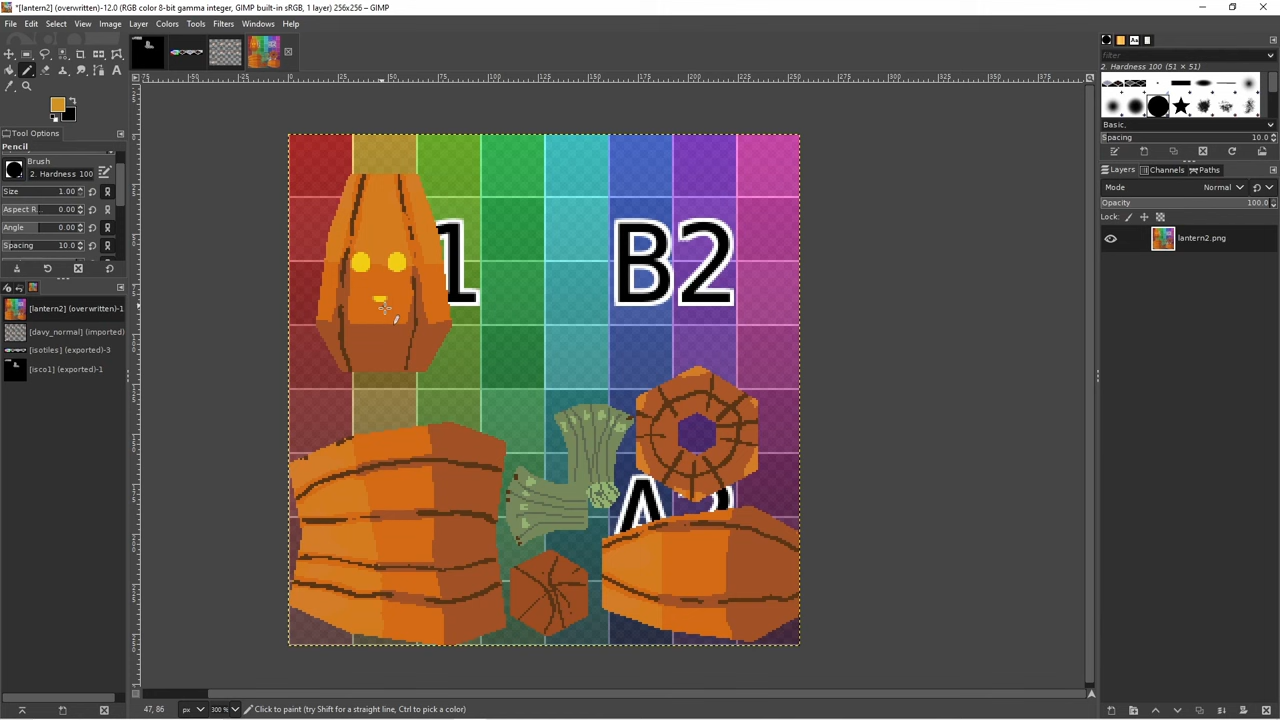 *[lantern2] (overwritten)-12.0 (RGB color 8-bit gamma integer, GIMP built-in sRGB, 1 layer) 256x256 – GIMP
File Edit Select View Image Layer Colors Tools Filters Windows Help
Tool Options
Pencil
Brush
2. Hardness 100
Size 1.00
Aspect R... 0.00
Angle 0.00
Spacing 10.0
[lantern2] (overwritten)-1
[davy_normal] (imported)
[isotiles] (exported)-3
[isco1] (exported)-1
1
B2
47, 86 px 300 % Click to paint (try Shift for a straight line, Ctrl to pick a color)
filter
2. Hardness 100 (51 × 51)
Basic,
Spacing 10.0
Layers Channels Paths
Mode Normal
Opacity 100.0
Lock:
lantern2.png